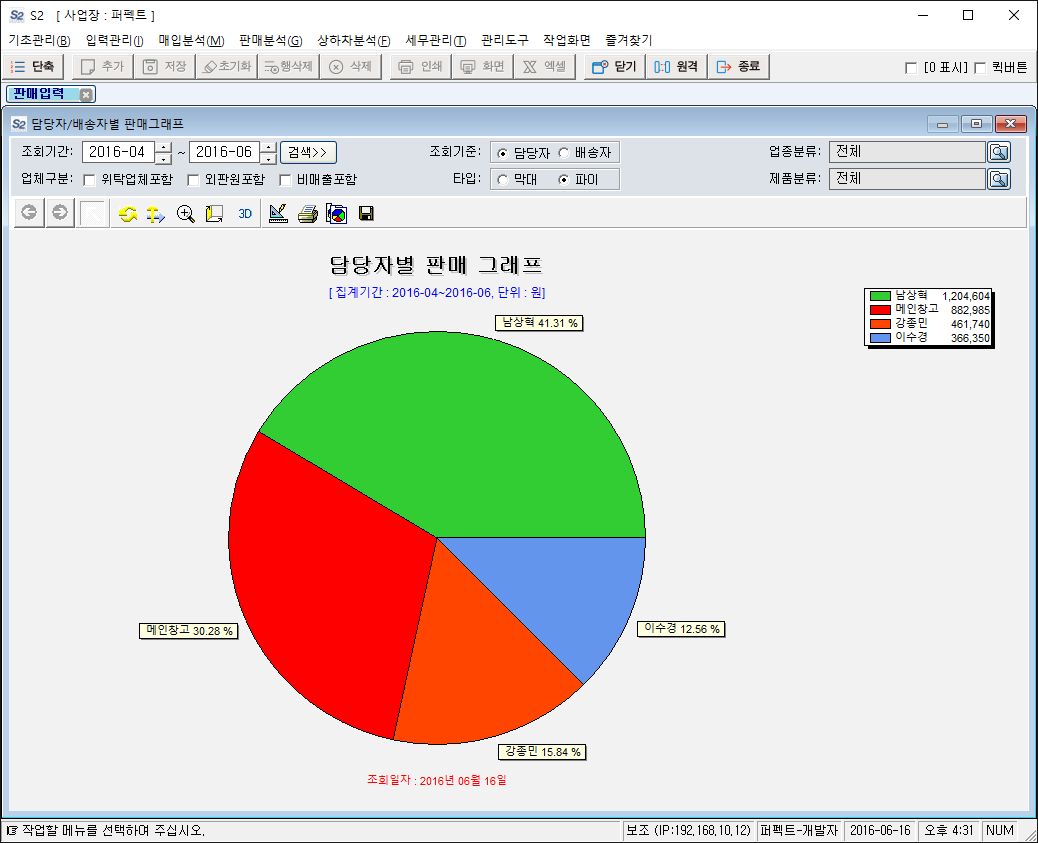 S2 S2 [ 사업장 : 퍼펙트 ]
기초관리(B) 입력관리(I) 매입분석(M) 판매분석(G) 상하차분석(F) 세무관리(T) 관리도구 작업화면 즐겨찾기
단축 추가 저장 초기화 행삭제 삭제 인쇄 화면 엑셀 닫기 원격 종료 [0 표시] 퀵버튼
판매입력
S2 담당자/배송자별 판매그래프
조회기간: 2016-04 ~ 2016-06 검색>> 조회기준: 담당자 배송자 업종분류: 전체
업체구분: 위탁업체포함 외판원포함 비매출포함 타입: 막대 파이 제품분류: 전체
3D
담당자별 판매 그래프
[ 집계기간 : 2016-04~2016-06, 단위 : 원]
남상혁 1,204,604
메인창고 882,985
강종민 461,740
이수경 366,350
남상혁 41.31 %
메인창고 30.28 %
이수경 12.56 %
강종민 15.84 %
조회일자 : 2016년 06월 16일
☞ 작업할 메뉴를 선택하여 주십시오. 보조 (IP:192.168.10.12) 퍼펙트-개발자 2016-06-16 오후 4:31 NUM